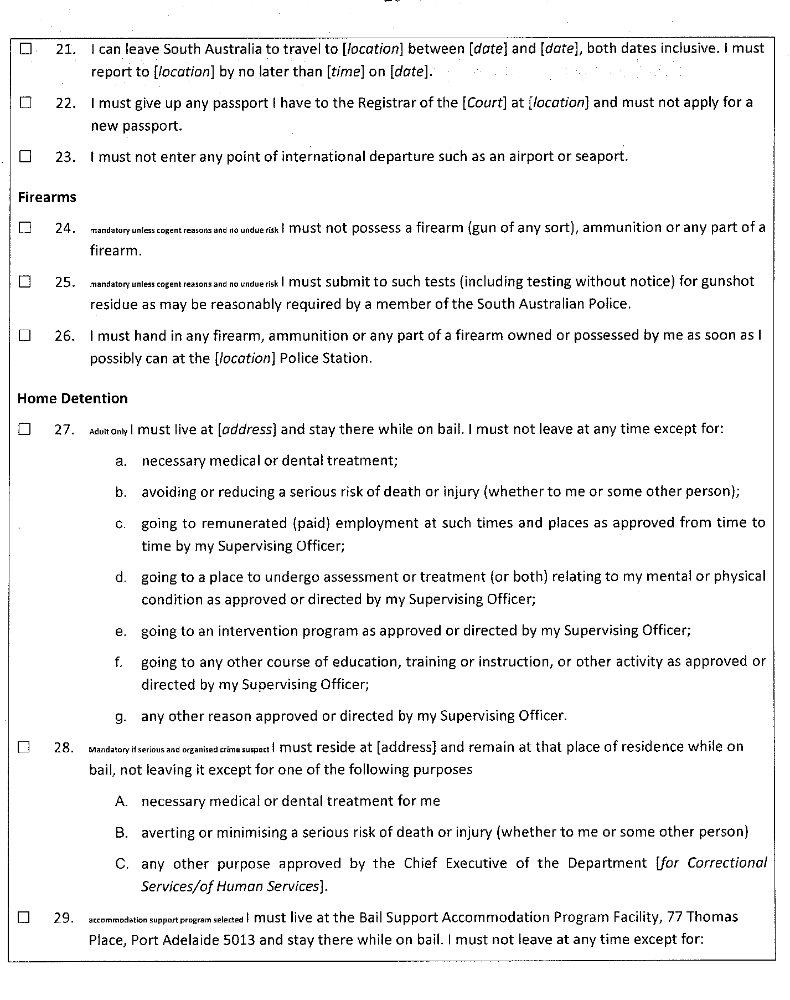 ☐ 21. I can leave South Australia to travel to [location] between [date] and [date], both dates inclusive. I must
report to [location] by no later than [time] on [date].
☐ 22. I must give up any passport I have to the Registrar of the [Court] at [location] and must not apply for a
new passport.
☐ 23. I must not enter any point of international departure such as an airport or seaport.
Firearms
☐ 24. mandatory unless cogent reasons and no undue risk I must not possess a firearm (gun of any sort), ammunition or any part of a
firearm.
☐ 25. mandatory unless cogent reasons and no undue risk I must submit to such tests (including testing without notice) for gunshot
residue as may be reasonably required by a member of the South Australian Police.
☐ 26. I must hand in any firearm, ammunition or any part of a firearm owned or possessed by me as soon as I
possibly can at the [location] Police Station.
Home Detention
☐ 27. Adult Only I must live at [address] and stay there while on bail. I must not leave at any time except for:
a. necessary medical or dental treatment;
b. avoiding or reducing a serious risk of death or injury (whether to me or some other person);
c. going to remunerated (paid) employment at such times and places as approved from time to
time by my Supervising Officer;
d. going to a place to undergo assessment or treatment (or both) relating to my mental or physical
condition as approved or directed by my Supervising Officer;
e. going to an intervention program as approved or directed by my Supervising Officer;
f. going to any other course of education, training or instruction, or other activity as approved or
directed by my Supervising Officer;
g. any other reason approved or directed by my Supervising Officer.
☐ 28. Mandatory if serious and organised crime suspect I must reside at [address] and remain at that place of residence while on
bail, not leaving it except for one of the following purposes
A. necessary medical or dental treatment for me
B. averting or minimising a serious risk of death or injury (whether to me or some other person)
C. any other purpose approved by the Chief Executive of the Department [for Correctional
Services/of Human Services].
☐ 29. accommodation support program selected I must live at the Bail Support Accommodation Program Facility, 77 Thomas
Place, Port Adelaide 5013 and stay there while on bail. I must not leave at any time except for: